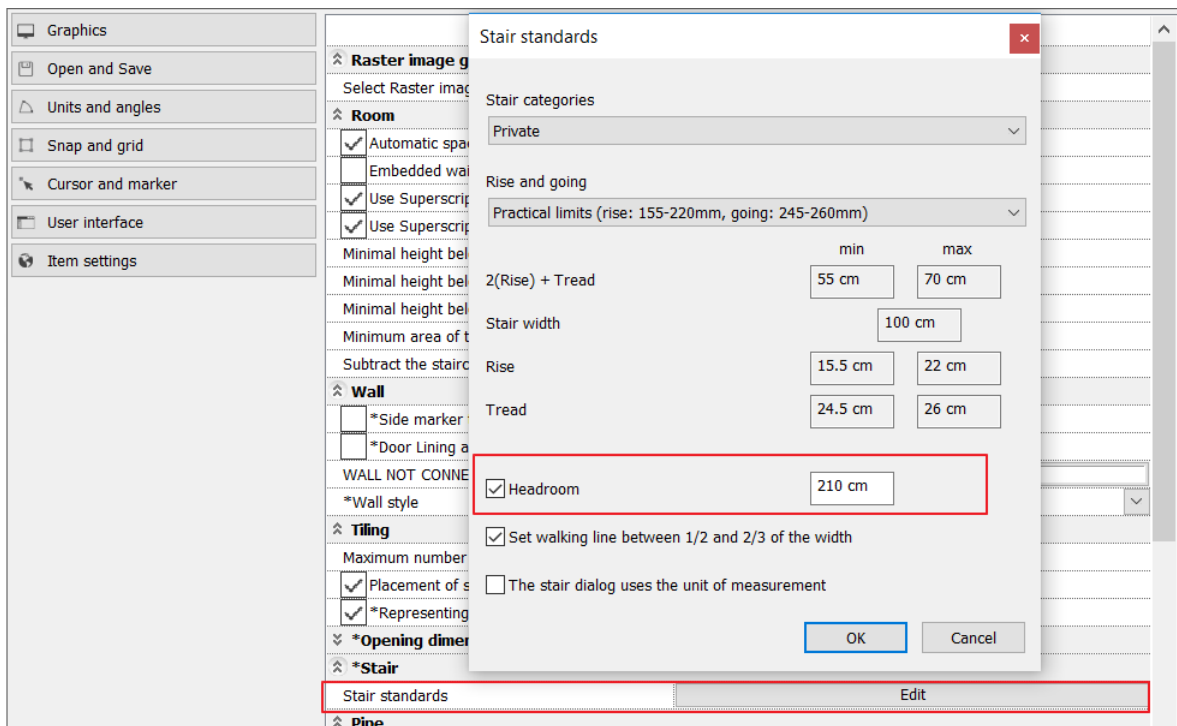 Graphics
Open and Save
Units and angles
Snap and grid
Cursor and marker
User interface
Item settings
Raster image g
Select Raster imag
Room
Automatic spa
Embedded wai
Use Superscrip
Use Superscrip
Minimal height bel
Minimal height bel
Minimal height bel
Minimum area of t
Subtract the stairc
Wall
*Side marker
*Door Lining a
WALL NOT CONNE
*Wall style
Tiling
Maximum number
Placement of s
*Representing
*Opening dimen
*Stair
Stair standards Edit
Pipe
Stair standards
Stair categories
Private
Rise and going
Practical limits (rise: 155-220mm, going: 245-260mm)
min max
2(Rise) + Tread 55 cm 70 cm
Stair width 100 cm
Rise 15.5 cm 22 cm
Tread 24.5 cm 26 cm
Headroom 210 cm
Set walking line between 1/2 and 2/3 of the width
The stair dialog uses the unit of measurement
OK Cancel